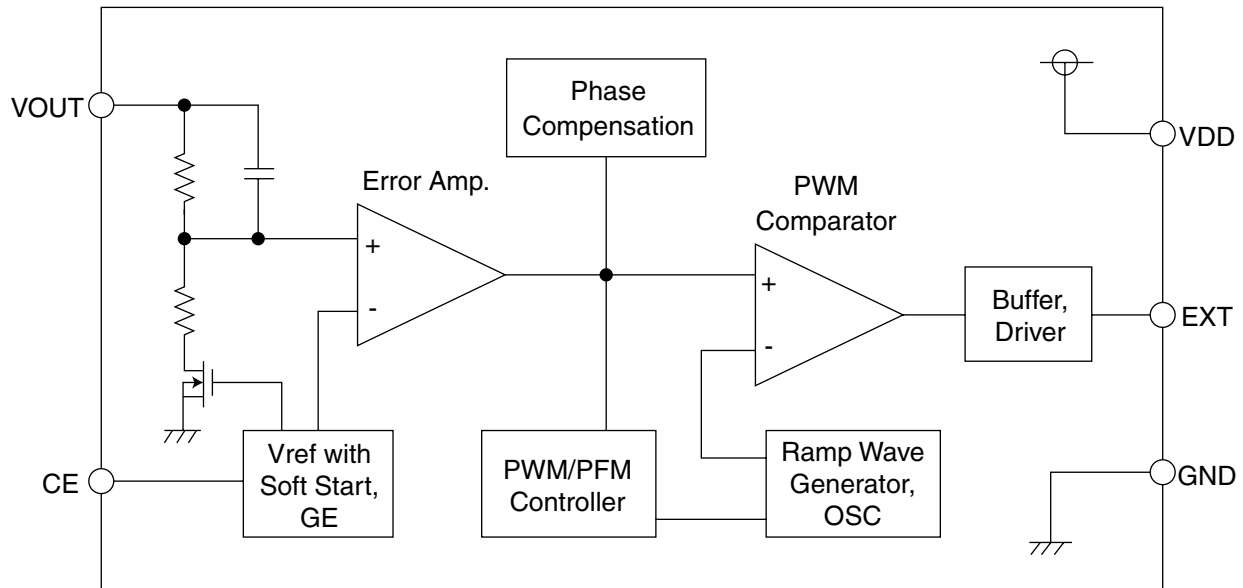 Phase
Compensation
VOUT
VDD
Error Amp.
PWM
Comparator
+
-
+
-
Buffer,
Driver
EXT
CE
Vref with
Soft Start,
GE
PWM/PFM
Controller
Ramp Wave
Generator,
OSC
GND